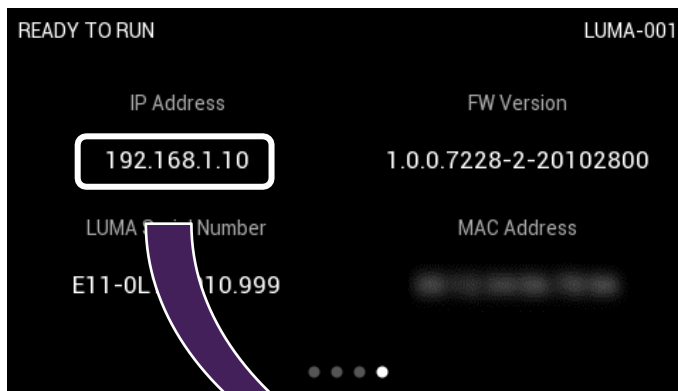 READY TO RUN LUMA-001
IP Address FW Version
192.168.1.10 1.0.0.7228-2-20102800
LUMA Number MAC Address
E11-0L 10.999